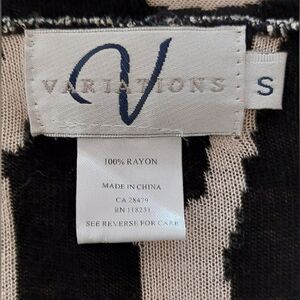 V
VARIATIONS
S
100% RAYON
MADE IN CHINA
CA 28479
RN 118231
SEE REVERSE FOR CARE